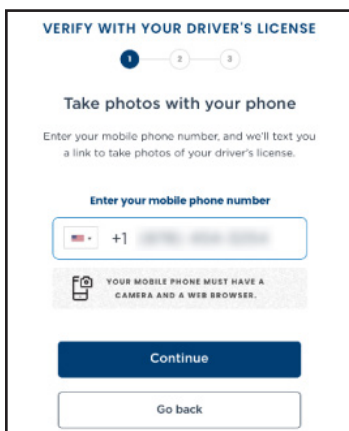 VERIFY WITH YOUR DRIVER'S LICENSE
1 2 3
Take photos with your phone
Enter your mobile phone number, and we'll text you
a link to take photos of your driver's license.
Enter your mobile phone number
+1
YOUR MOBILE PHONE MUST HAVE A
CAMERA AND A WEB BROWSER.
Continue
Go back